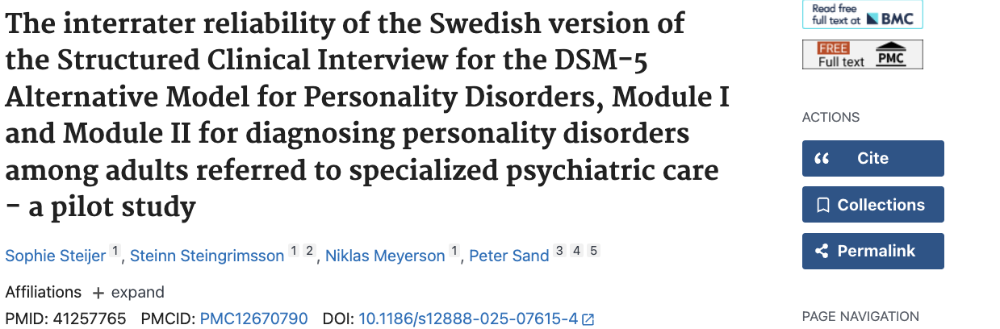 The interrater reliability of the Swedish version of
the Structured Clinical Interview for the DSM-5
Alternative Model for Personality Disorders, Module I
and Module II for diagnosing personality disorders
among adults referred to specialized psychiatric care
- a pilot study
Sophie Steijer 1, Steinn Steingrimsson 1 2, Niklas Meyerson 1, Peter Sand 3 4 5
Affiliations + expand
PMID: 41257765 PMCID: PMC12670790 DOI: 10.1186/s12888-025-07615-4
Read free
full text at BMC
FREE
Full text PMC
ACTIONS
Cite
Collections
Permalink
PAGE NAVIGATION